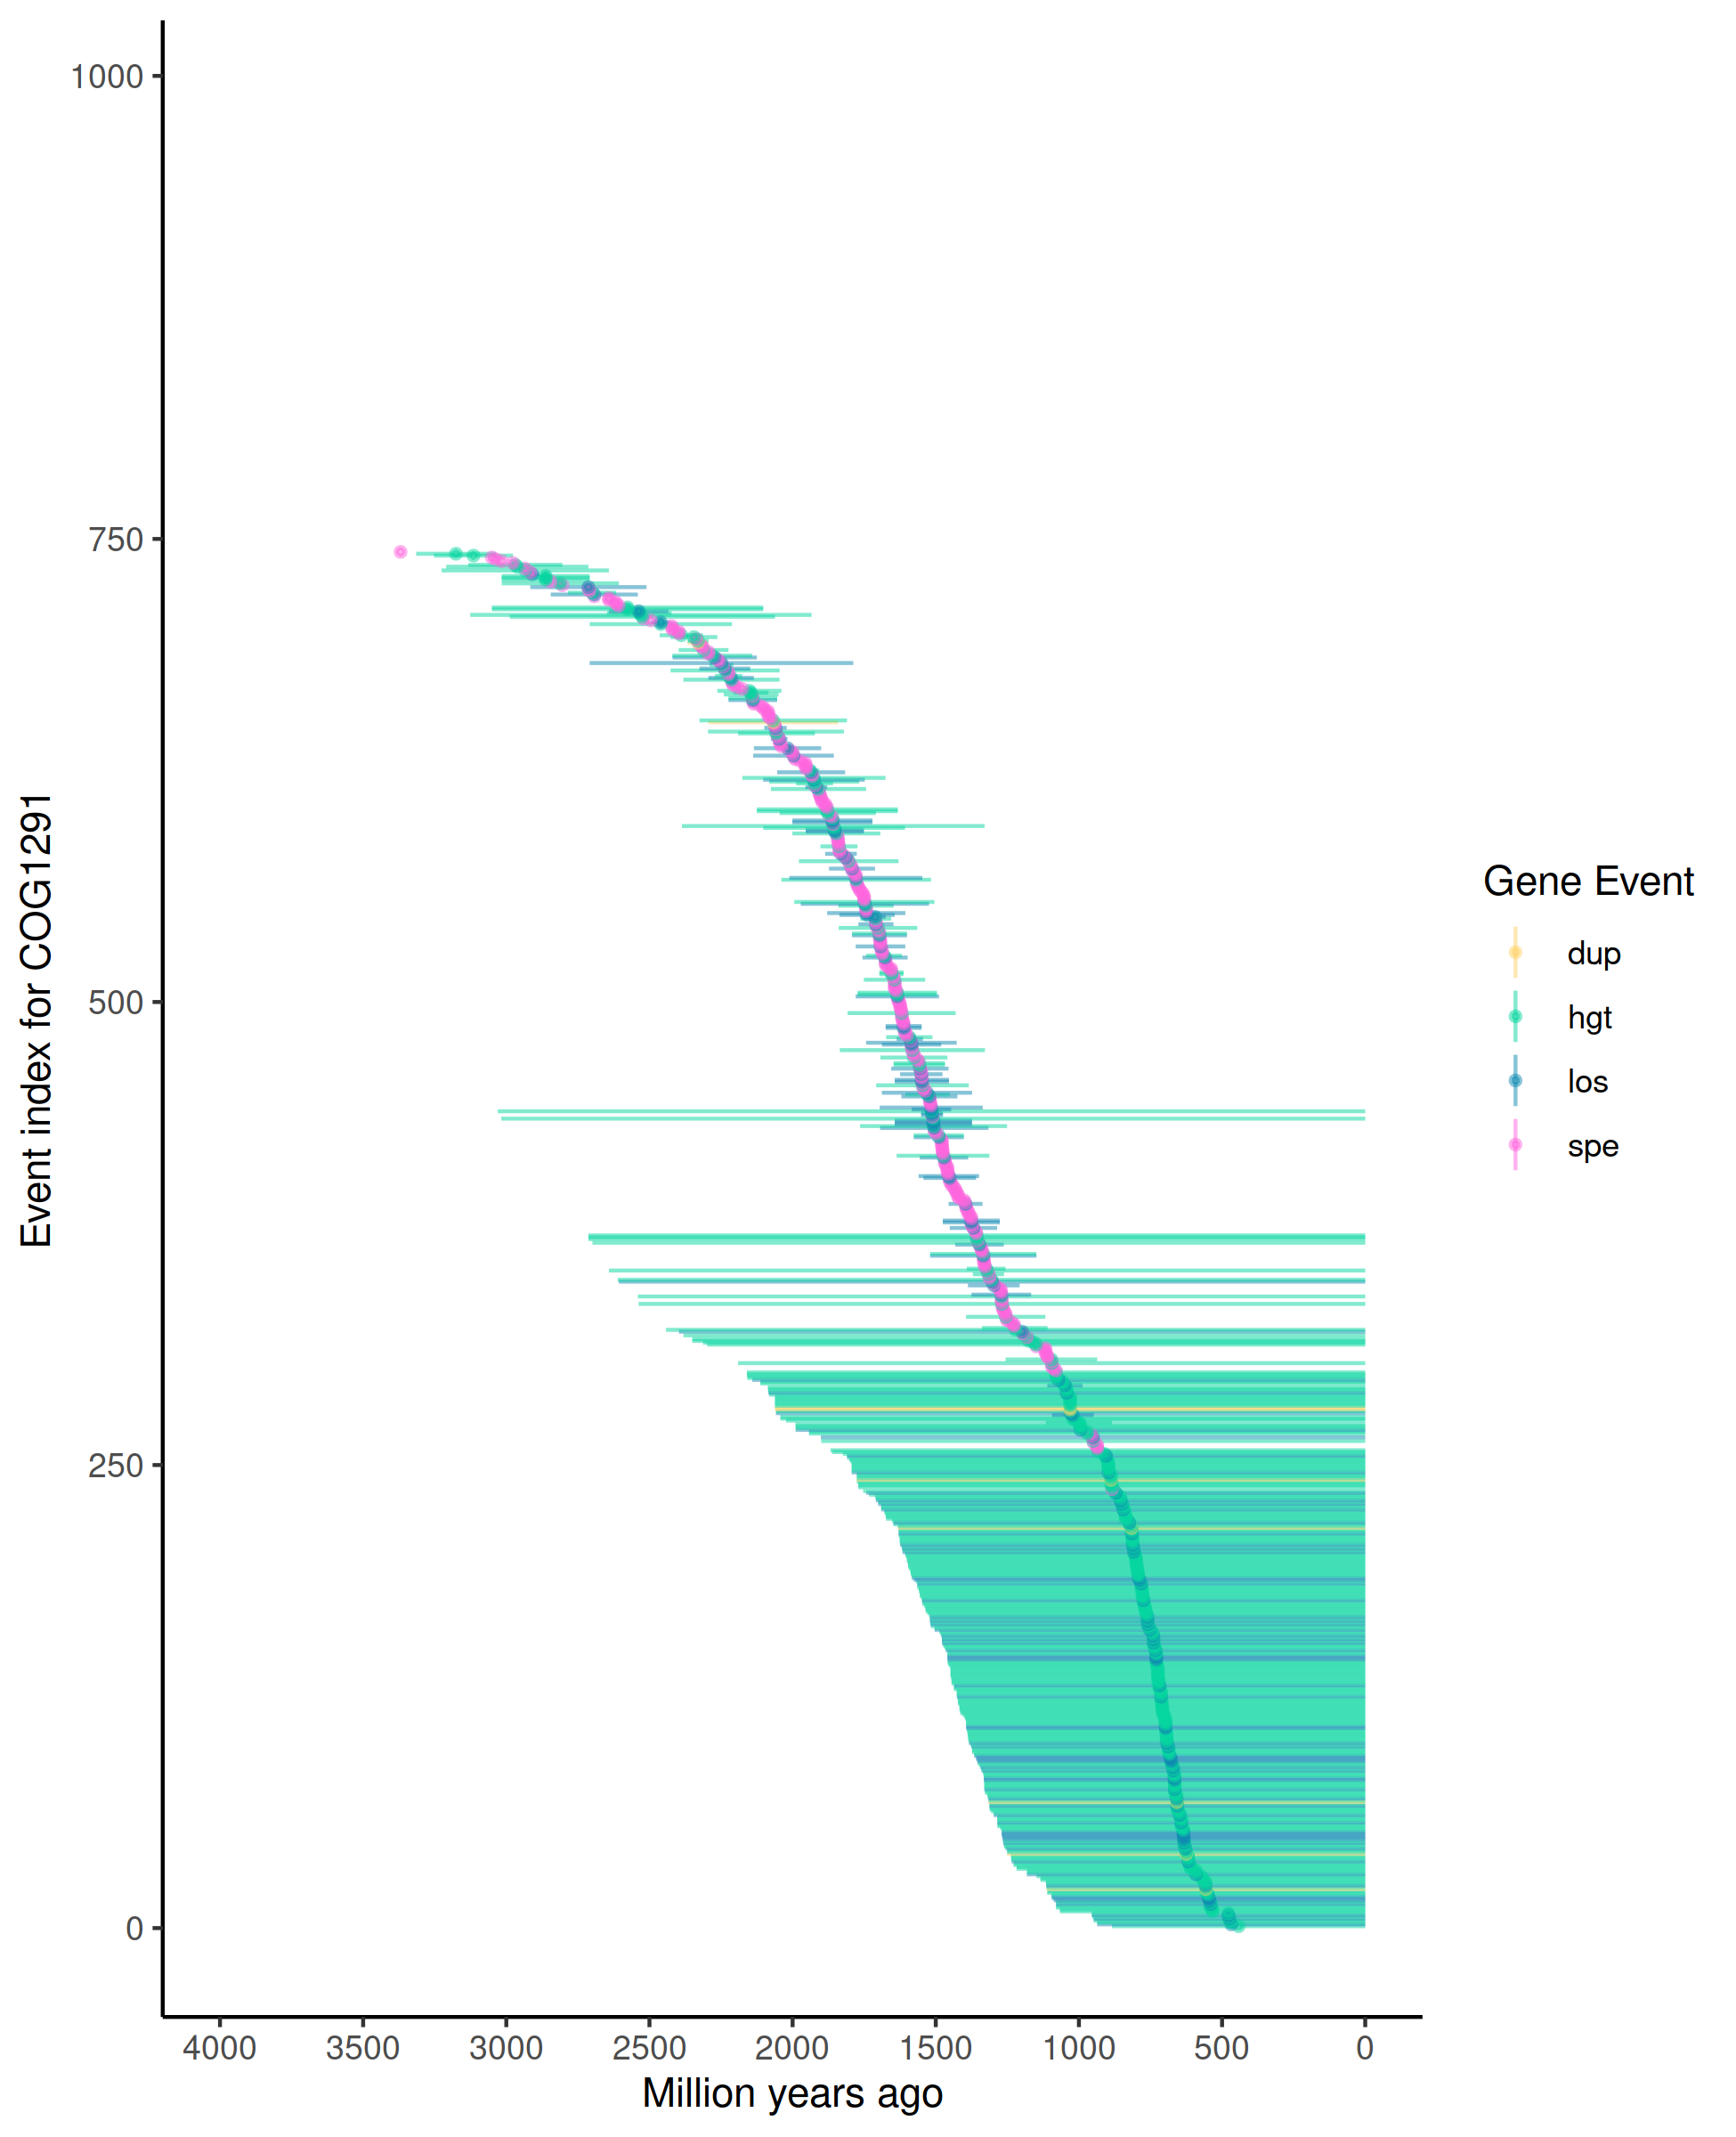 1000
750
500
250
0
Event index for COG1291
4000 3500 3000 2500 2000 1500 1000 500 0
Million years ago
Gene Event
dup
hgt
los
spe